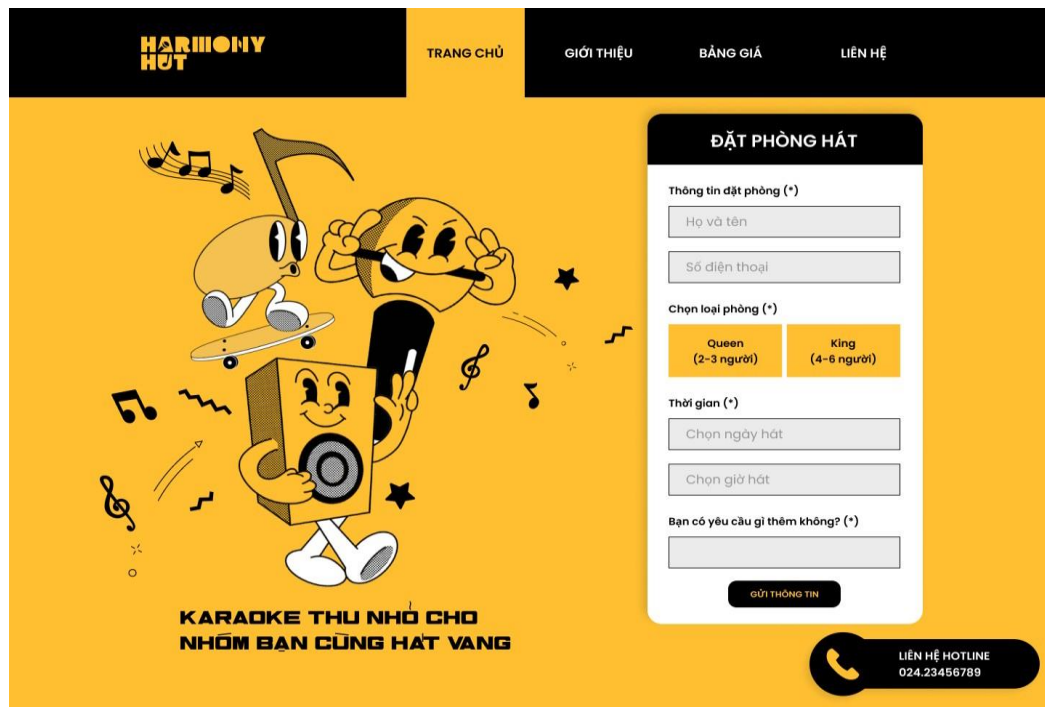 HARMONY
HUT
TRANG CHỦ
GIỚI THIỆU
BẢNG GIÁ
LIÊN HỆ
ĐẶT PHÒNG HÁT
Thông tin đặt phòng (*)
Họ và tên
Số điện thoại
Chọn loại phòng (*)
Queen
(2-3 người)
King
(4-6 người)
Thời gian (*)
Chọn ngày hát
Chọn giờ hát
Bạn có yêu cầu gì thêm không? (*)
GỬI THÔNG TIN
KARAOKE THU NHỎ CHO
NHÓM BẠN CÙNG HÁT VANG
LIÊN HỆ HOTLINE
024.23456789